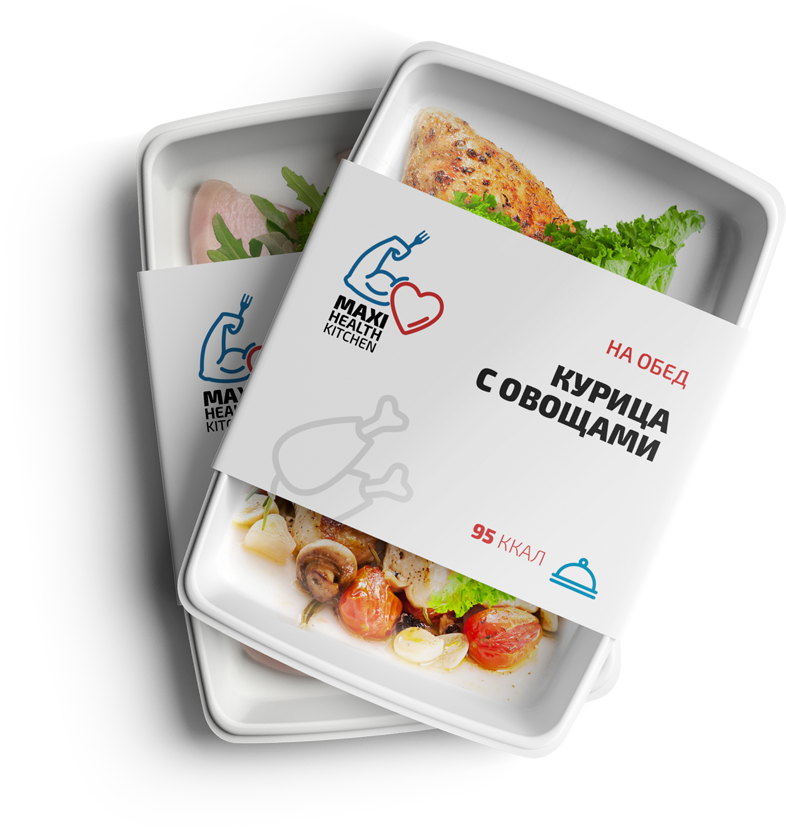 MAXI
HEALTH
KITCHEN
НА ОБЕД
КУРИЦА
С ОВОЩАМИ
95 ККАЛ